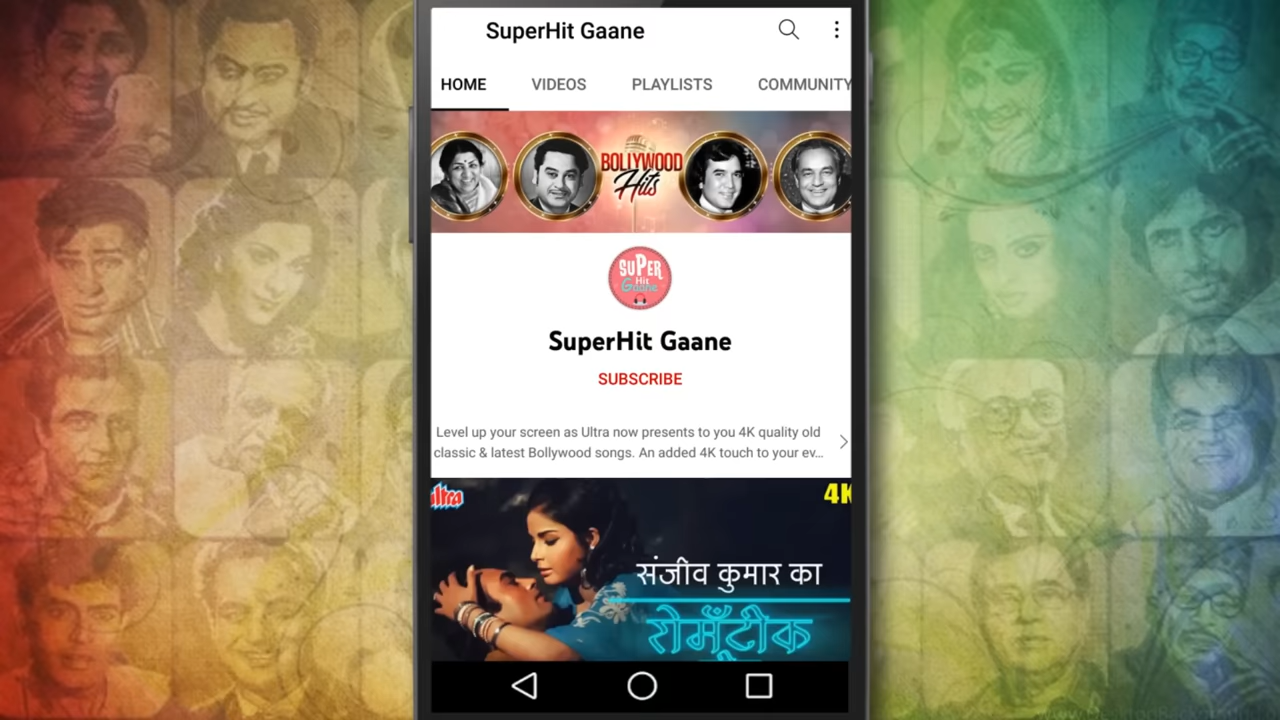 SuperHit Gaane
HOME VIDEOS PLAYLISTS COMMUNITY
BOLLYWOOD
Hits
SUPER
Hit
Gaane
SuperHit Gaane
SUBSCRIBE
Level up your screen as Ultra now presents to you 4K quality old
classic & latest Bollywood songs. An added 4K touch to your ev...
ultra 4K
संजीव कुमार का
रोमँटीक